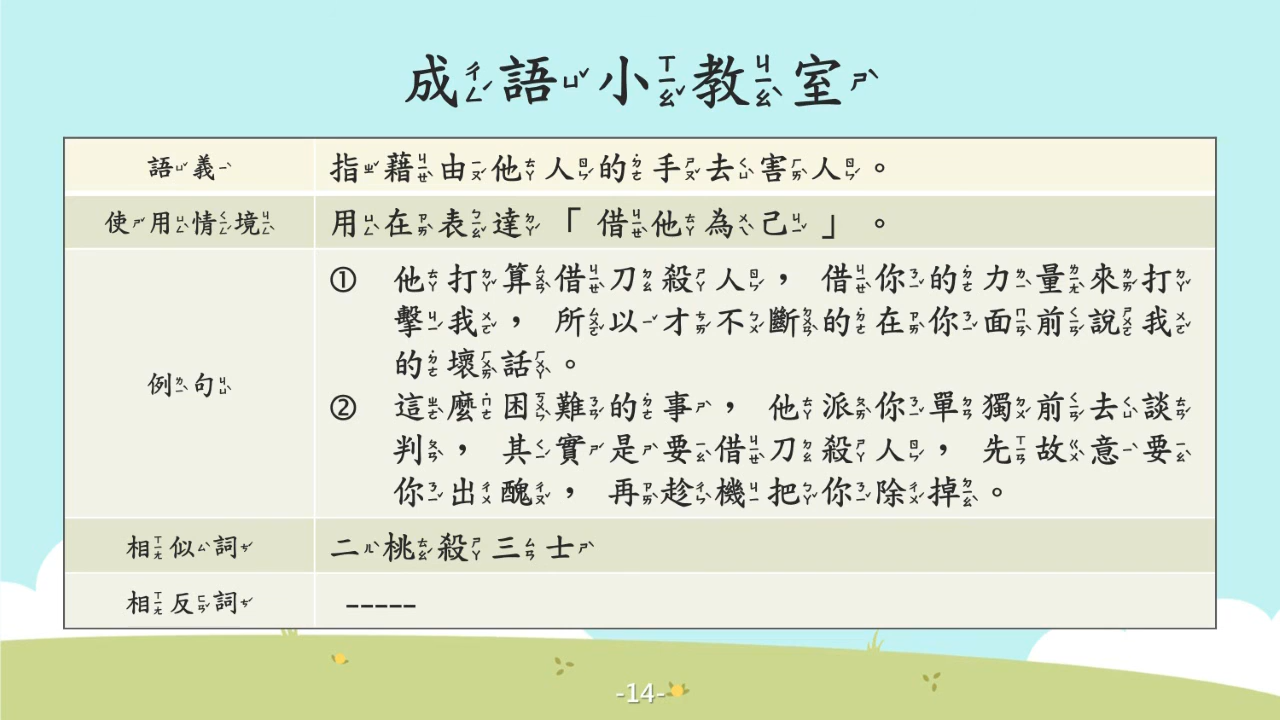 成語小教室
語義
指藉由他人的手去害人。
使用情境
用在表達「借他為己」。
例句
① 他打算借刀殺人，借你的力量來打
擊我，所以才不斷的在你面前說我
的壞話。
② 這麼困難的事，他派你單獨前去談
判，其實是要借刀殺人，先故意要
你出醜，再趁機把你除掉。
相似詞
二桃殺三士
相反詞
-----
-14-